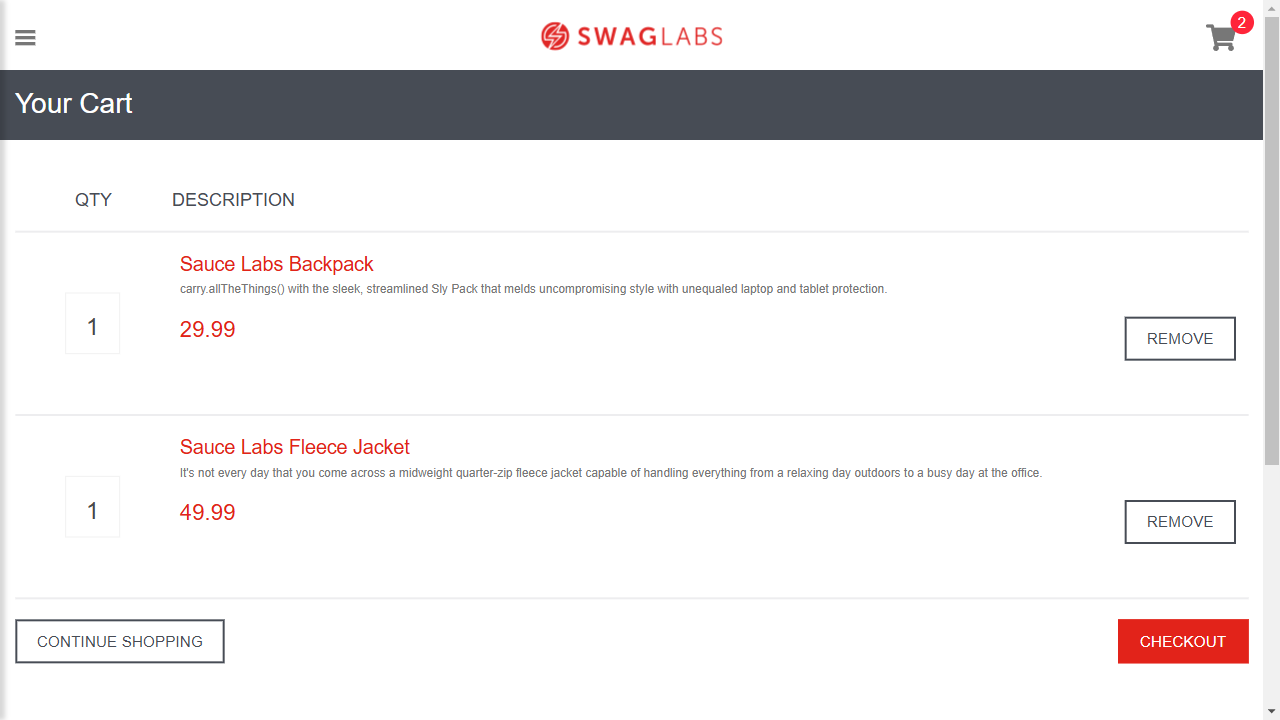 SWAGLABS
2
Your Cart
QTY DESCRIPTION
Sauce Labs Backpack
carry.allTheThings() with the sleek, streamlined Sly Pack that melds uncompromising style with unequaled laptop and tablet protection.
1
29.99
REMOVE
Sauce Labs Fleece Jacket
It's not every day that you come across a midweight quarter-zip fleece jacket capable of handling everything from a relaxing day outdoors to a busy day at the office.
1
49.99
REMOVE
CONTINUE SHOPPING
CHECKOUT